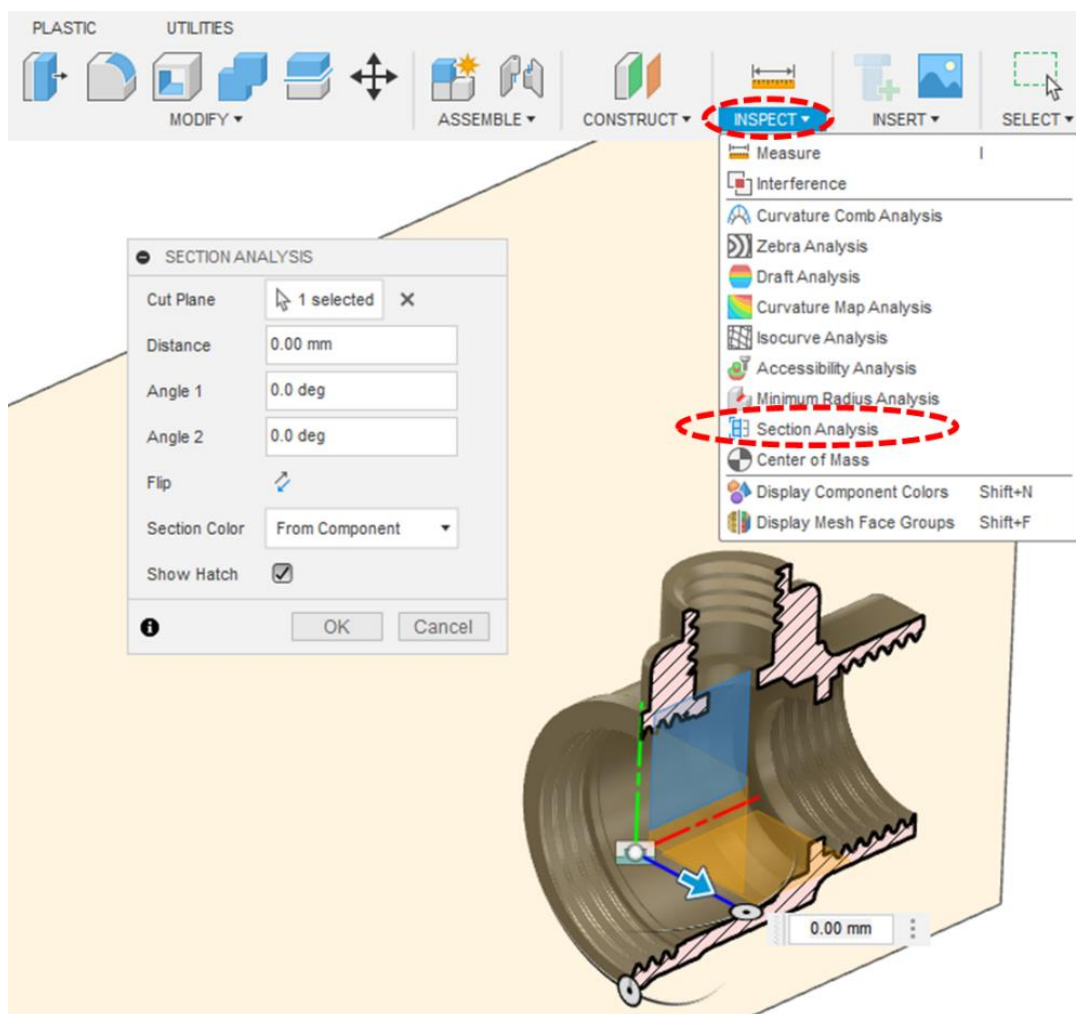 PLASTIC UTILITIES
MODIFY ▾ ASSEMBLE ▾ CONSTRUCT ▾ INSPECT ▾ INSERT ▾ SELECT ▾
Measure I
Interference
Curvature Comb Analysis
Zebra Analysis
Draft Analysis
Curvature Map Analysis
Isocurve Analysis
Accessibility Analysis
Minimum Radius Analysis
Section Analysis
Center of Mass
Display Component Colors Shift+N
Display Mesh Face Groups Shift+F
SECTION ANALYSIS
Cut Plane 1 selected
Distance 0.00 mm
Angle 1 0.0 deg
Angle 2 0.0 deg
Flip
Section Color From Component
Show Hatch
OK Cancel
0.00 mm